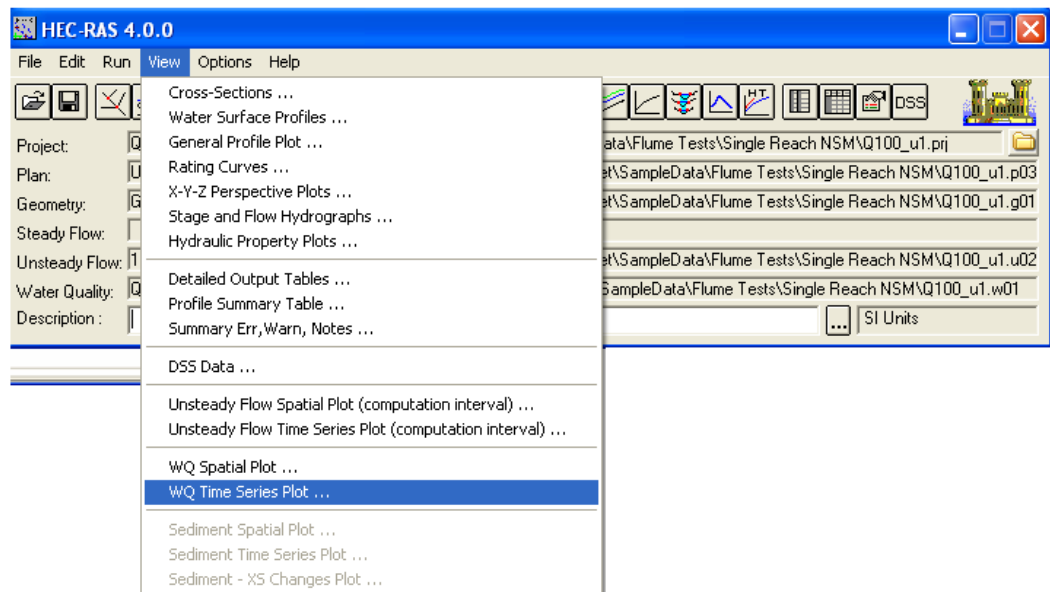 HEC-RAS 4.0.0
File Edit Run View Options Help
HT DSS
Project: ata\Flume Tests\Single Reach NSM\Q100_u1.prj
Plan: et\SampleData\Flume Tests\Single Reach NSM\Q100_u1.p03
Geometry: et\SampleData\Flume Tests\Single Reach NSM\Q100_u1.g01
Steady Flow:
Unsteady Flow: 1 et\SampleData\Flume Tests\Single Reach NSM\Q100_u1.u02
Water Quality: SampleData\Flume Tests\Single Reach NSM\Q100_u1.w01
Description : ... SI Units
Cross-Sections ...
Water Surface Profiles ...
General Profile Plot ...
Rating Curves ...
X-Y-Z Perspective Plots ...
Stage and Flow Hydrographs ...
Hydraulic Property Plots ...
Detailed Output Tables ...
Profile Summary Table ...
Summary Err,Warn, Notes ...
DSS Data ...
Unsteady Flow Spatial Plot (computation interval) ...
Unsteady Flow Time Series Plot (computation interval) ...
WQ Spatial Plot ...
WQ Time Series Plot ...
Sediment Spatial Plot ...
Sediment Time Series Plot ...
Sediment - XS Changes Plot ...